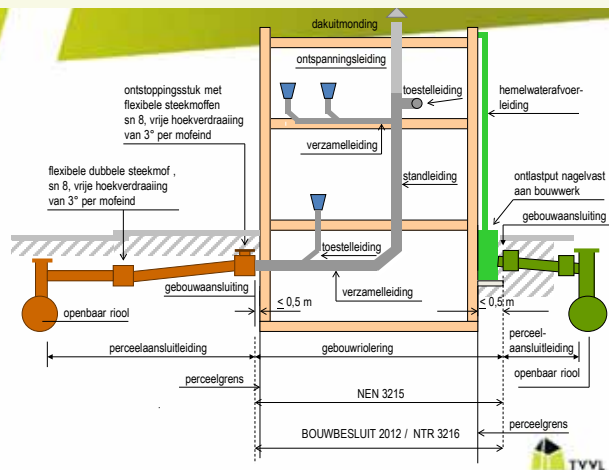 dakuitmonding
ontspanningsleiding
ontstoppingsstuk met
flexibele steekmoffen
sn 8, vrije hoekverdraaiing
van 3° per mofeind
toestelleiding
hemelwaterafvoer-
leiding
verzamelleiding
flexibele dubbele steekmof ,
sn 8, vrije hoekverdraaiing
van 3° per mofeind
standleiding
ontlastput nagelvast
aan bouwwerk
gebouwaansluiting
toestelleiding
gebouwaansluiting
verzamelleiding
≤ 0,5 m
≤ 0,5 m
openbaar riool
perceelaansluitleiding
gebouwriolering
perceel-
aansluitleiding
openbaar riool
perceelgrens
NEN 3215
BOUWBESLUIT 2012 / NTR 3216
perceelgrens
TVVL